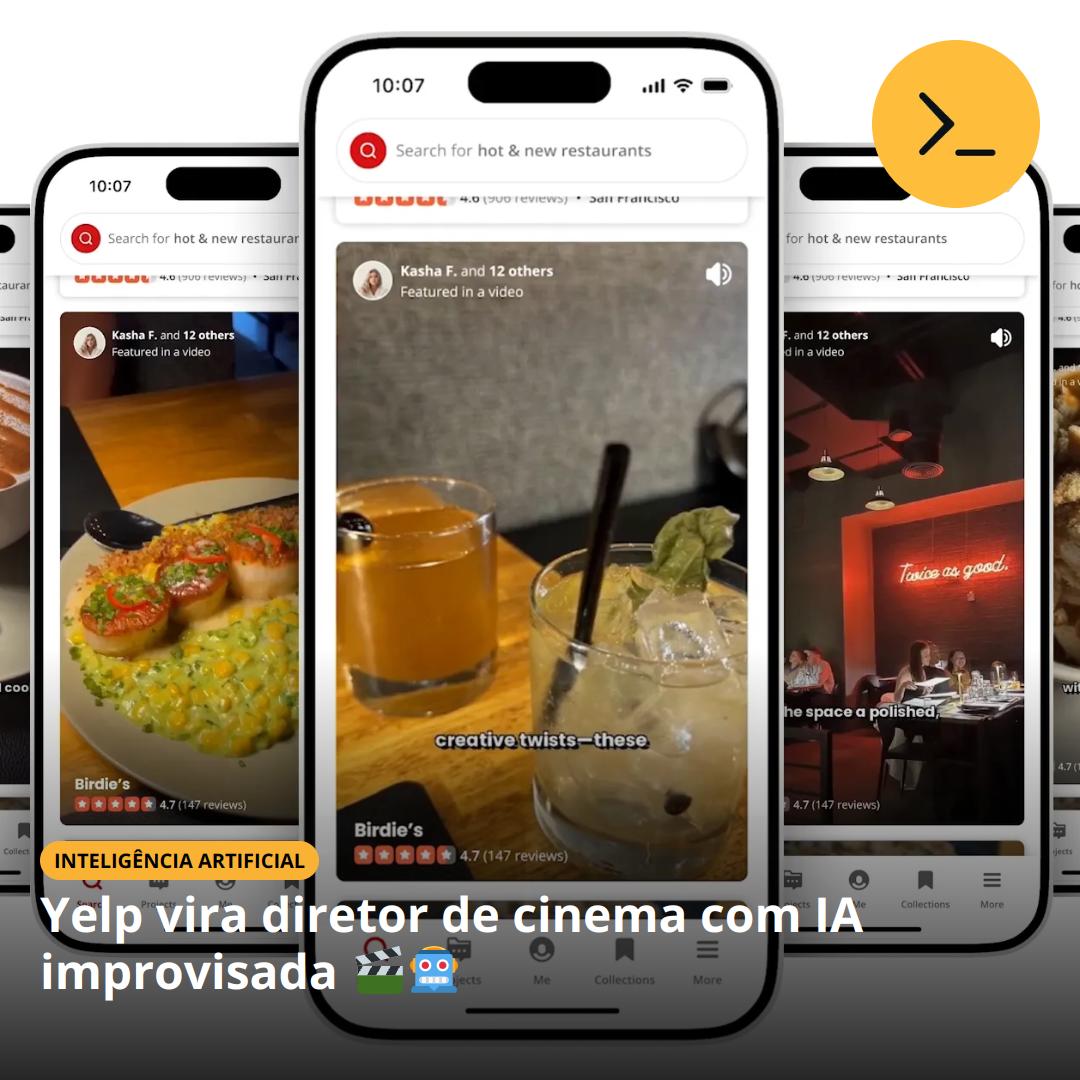 10:07
Search for hot & new restaurants
4.6 (906 reviews) • San Francisco
Kasha F. and 12 others
Featured in a video
creative twists—these
Birdie's
4.7 (147 reviews)
Me
Collections
More
10:07
Search for hot & new restauran
4.6 (906 reviews) • San Fr
Kasha F. and 12 others
Featured in a video
Birdie's
4.7 (147 reviews)
for hot & new restaurants
4.6 (906 reviews) • San Francisco
F. and 12 others
d in a video
Twice as good.
he space a polished,
4.7 (147 reviews)
Me
Collections
More
>_
INTELIGÊNCIA ARTIFICIAL
Yelp vira diretor de cinema com IA
improvisada 🎬🤖